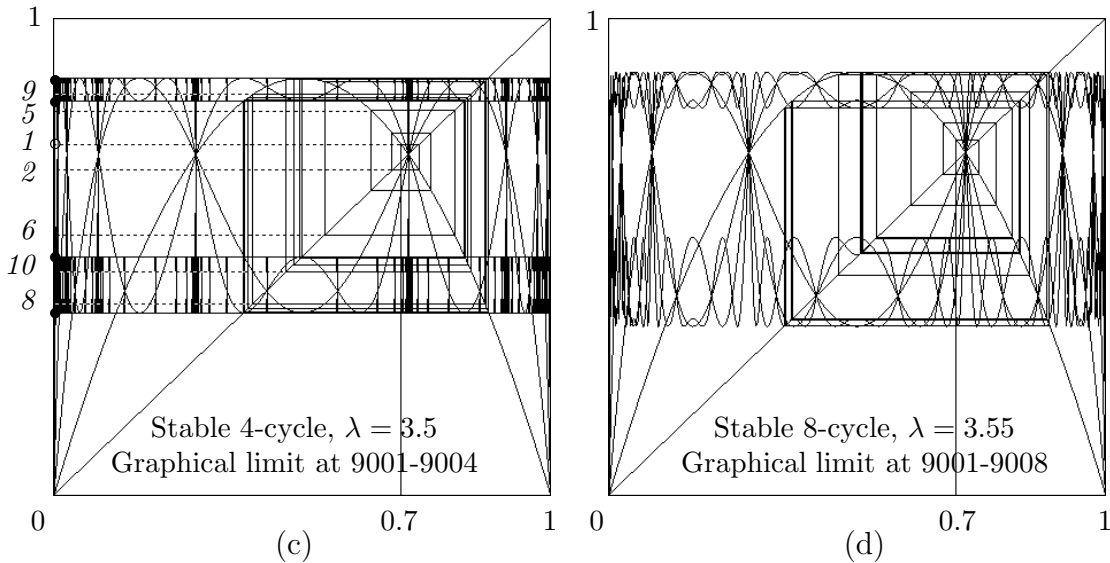 1
9
5
1
2
6
10
8
Stable 4-cycle, λ = 3.5
Graphical limit at 9001-9004
0
0.7
1
(c)
1
Stable 8-cycle, λ = 3.55
Graphical limit at 9001-9008
0
0.7
1
(d)